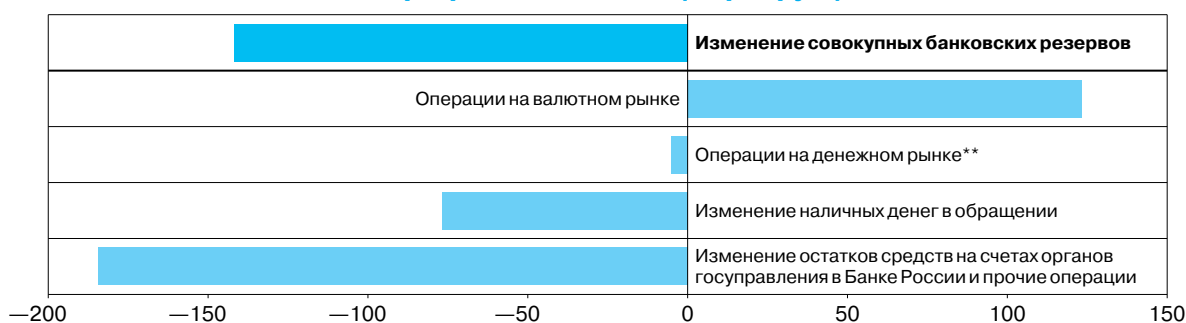 Изменение совокупных банковских резервов
Операции на валютном рынке
Операции на денежном рынке**
Изменение наличных денег в обращении
Изменение остатков средств на счетах органов
госуправления в Банке России и прочие операции
—200 —150 —100 —50 0 50 100 150